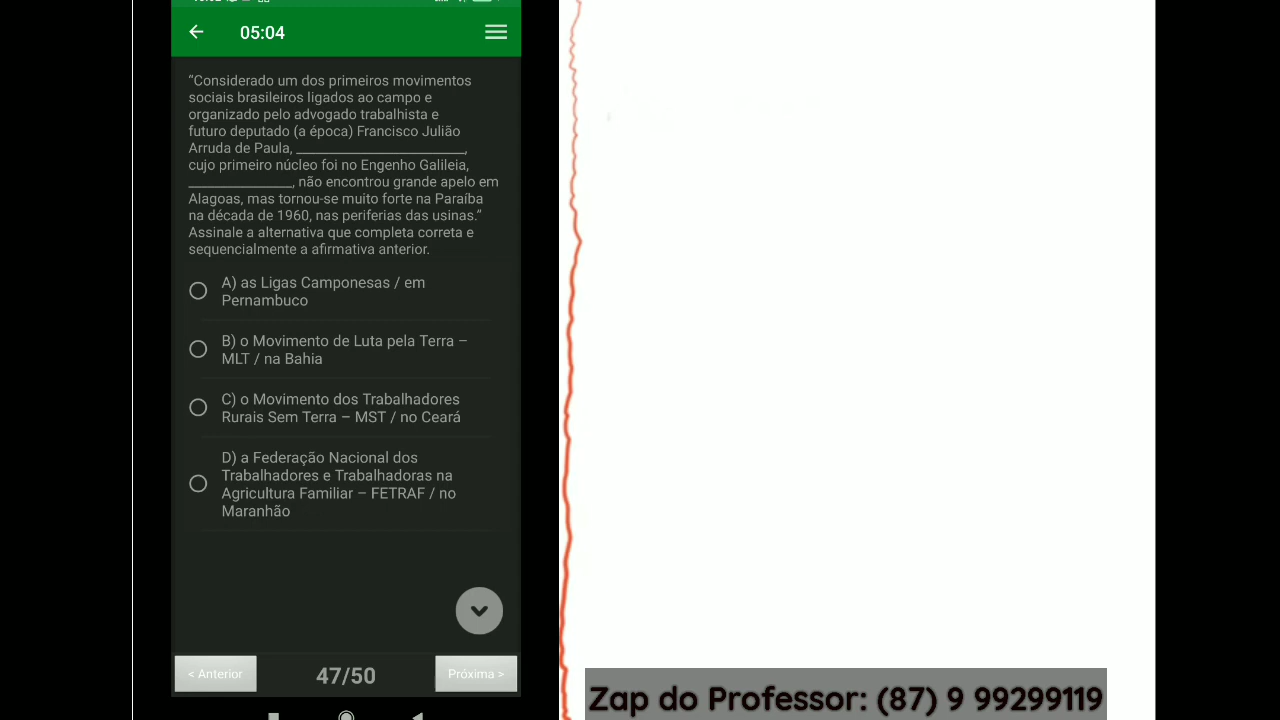 05:04
“Considerado um dos primeiros movimentos
sociais brasileiros ligados ao campo e
organizado pelo advogado trabalhista e
futuro deputado (a época) Francisco Julião
Arruda de Paula, ____________________,
cujo primeiro núcleo foi no Engenho Galileia,
____________, não encontrou grande apelo em
Alagoas, mas tornou-se muito forte na Paraíba
na década de 1960, nas periferias das usinas.”
Assinale a alternativa que completa correta e
sequencialmente a afirmativa anterior.
A) as Ligas Camponesas / em
Pernambuco
B) o Movimento de Luta pela Terra –
MLT / na Bahia
C) o Movimento dos Trabalhadores
Rurais Sem Terra – MST / no Ceará
D) a Federação Nacional dos
Trabalhadores e Trabalhadoras na
Agricultura Familiar – FETRAF / no
Maranhão
< Anterior
47/50
Próxima >
Zap do Professor: (87) 9 99299119